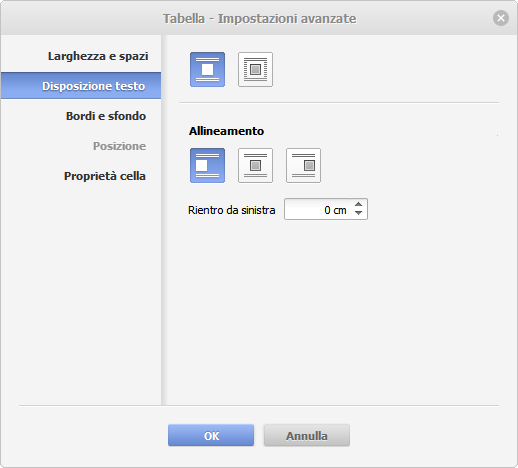 Tabella - Impostazioni avanzate
Larghezza e spazi
Disposizione testo
Bordi e sfondo
Posizione
Proprietà cella
Allineamento
Rientro da sinistra 0 cm
OK Annulla